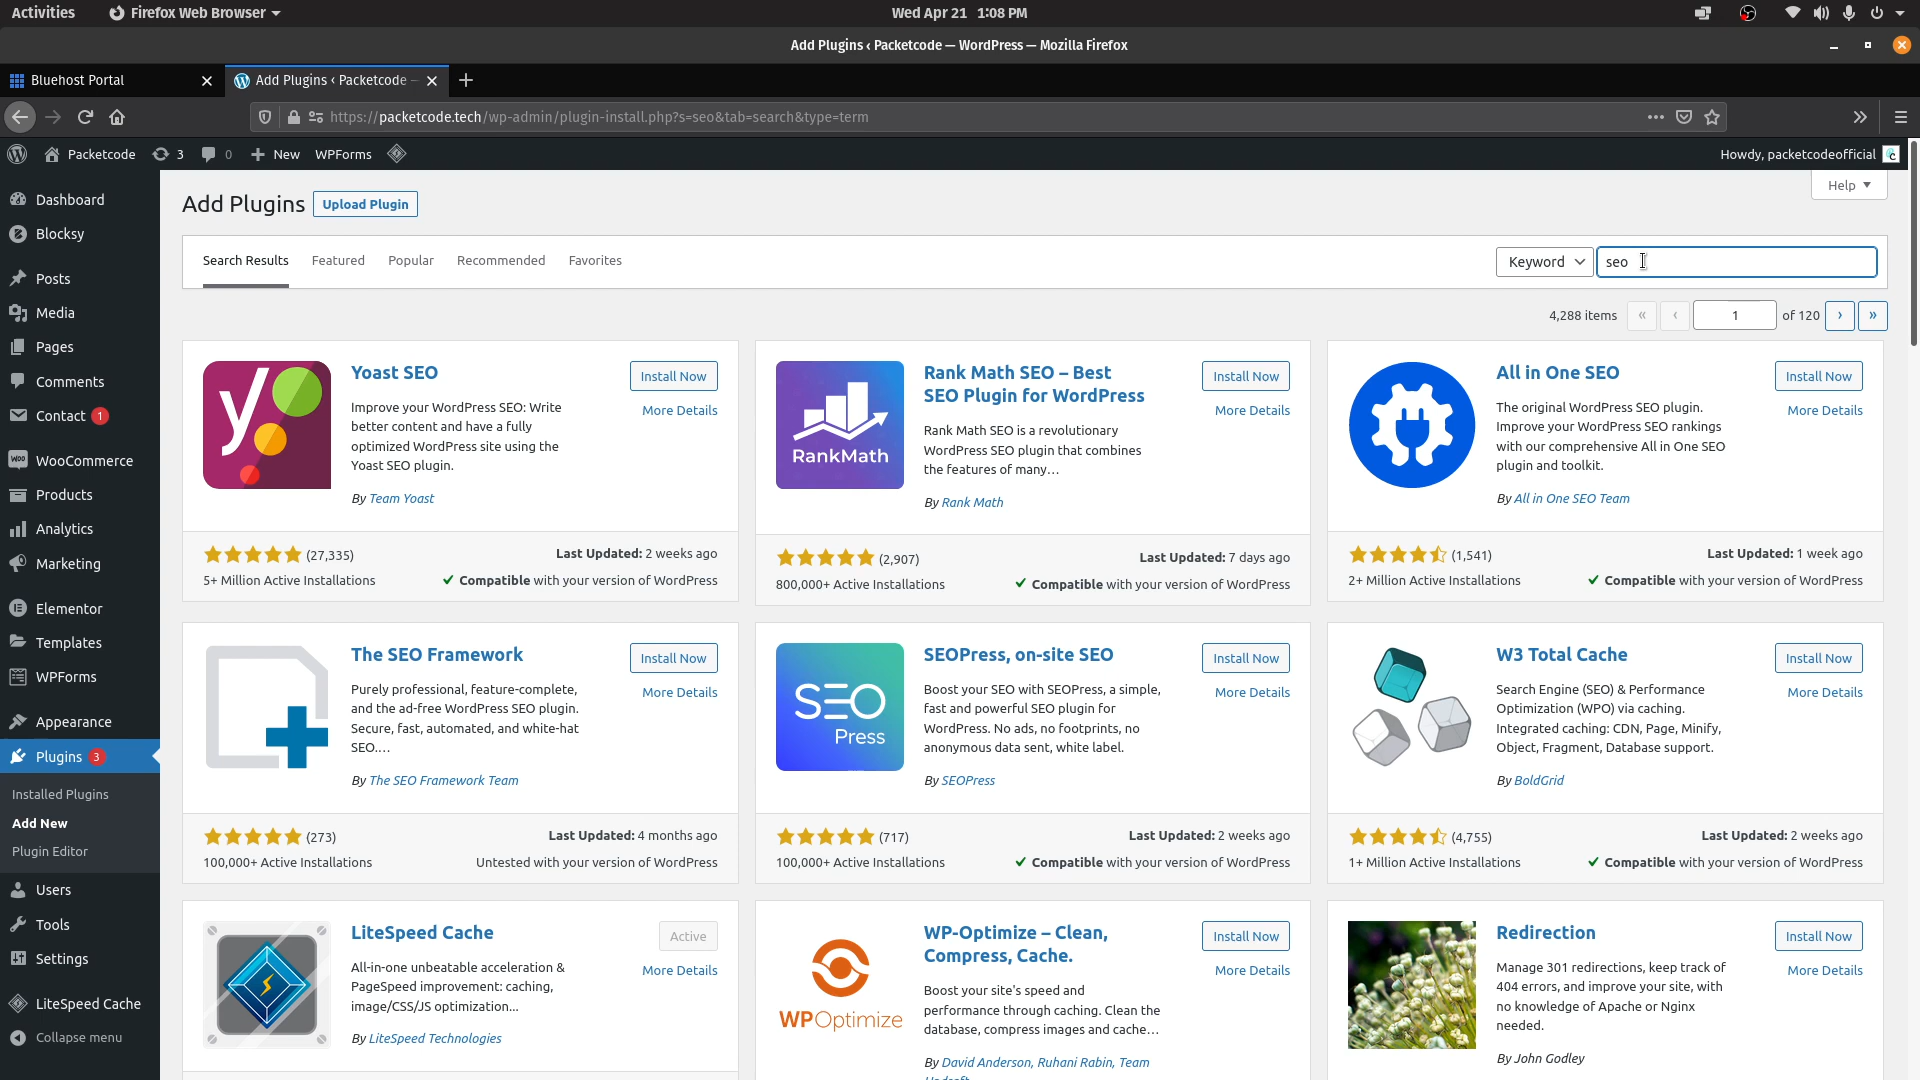 Activities
Firefox Web Browser
Wed Apr 21 1:08 PM
Add Plugins ‹ Packetcode — WordPress — Mozilla Firefox
Bluehost Portal
Add Plugins ‹ Packetcode —
https://packetcode.tech/wp-admin/plugin-install.php?s=seo&tab=search&type=term
Packetcode
3
0
New
WPForms
Howdy, packetcodeofficial
Dashboard
Blocksy
Posts
Media
Pages
Comments
Contact 1
WooCommerce
Products
Analytics
Marketing
Elementor
Templates
WPForms
Appearance
Plugins 3
Installed Plugins
Add New
Plugin Editor
Users
Tools
Settings
LiteSpeed Cache
Collapse menu
Add Plugins
Upload Plugin
Help
Search Results
Featured
Popular
Recommended
Favorites
Keyword
seo
4,288 items
«
‹
1
of 120
›
»
Yoast SEO
Install Now
More Details
Improve your WordPress SEO: Write
better content and have a fully
optimized WordPress site using the
Yoast SEO plugin.
By Team Yoast
(27,335)
Last Updated: 2 weeks ago
5+ Million Active Installations
Compatible with your version of WordPress
RankMath
Rank Math SEO – Best
SEO Plugin for WordPress
Install Now
More Details
Rank Math SEO is a revolutionary
WordPress SEO plugin that combines
the features of many…
By Rank Math
(2,907)
Last Updated: 7 days ago
800,000+ Active Installations
Compatible with your version of WordPress
All in One SEO
Install Now
More Details
The original WordPress SEO plugin.
Improve your WordPress SEO rankings
with our comprehensive All in One SEO
plugin and toolkit.
By All in One SEO Team
(1,541)
Last Updated: 1 week ago
2+ Million Active Installations
Compatible with your version of WordPress
The SEO Framework
Install Now
More Details
Purely professional, feature-complete,
and the ad-free WordPress SEO plugin.
Secure, fast, automated, and white-hat
SEO.…
By The SEO Framework Team
(273)
Last Updated: 4 months ago
100,000+ Active Installations
Untested with your version of WordPress
SEO
Press
SEOPress, on-site SEO
Install Now
More Details
Boost your SEO with SEOPress, a simple,
fast and powerful SEO plugin for
WordPress. No ads, no footprints, no
anonymous data sent, white label.
By SEOPress
(717)
Last Updated: 2 weeks ago
100,000+ Active Installations
Compatible with your version of WordPress
W3 Total Cache
Install Now
More Details
Search Engine (SEO) & Performance
Optimization (WPO) via caching.
Integrated caching: CDN, Page, Minify,
Object, Fragment, Database support.
By BoldGrid
(4,755)
Last Updated: 2 weeks ago
1+ Million Active Installations
Compatible with your version of WordPress
LiteSpeed Cache
Active
More Details
All-in-one unbeatable acceleration &
PageSpeed improvement: caching,
image/CSS/JS optimization…
By LiteSpeed Technologies
WPOptimize
WP-Optimize – Clean,
Compress, Cache.
Install Now
More Details
Boost your site's speed and
performance through caching. Clean the
database, compress images and cache…
By David Anderson, Ruhani Rabin, Team
Redirection
Install Now
More Details
Manage 301 redirections, keep track of
404 errors, and improve your site, with
no knowledge of Apache or Nginx
needed.
By John Godley